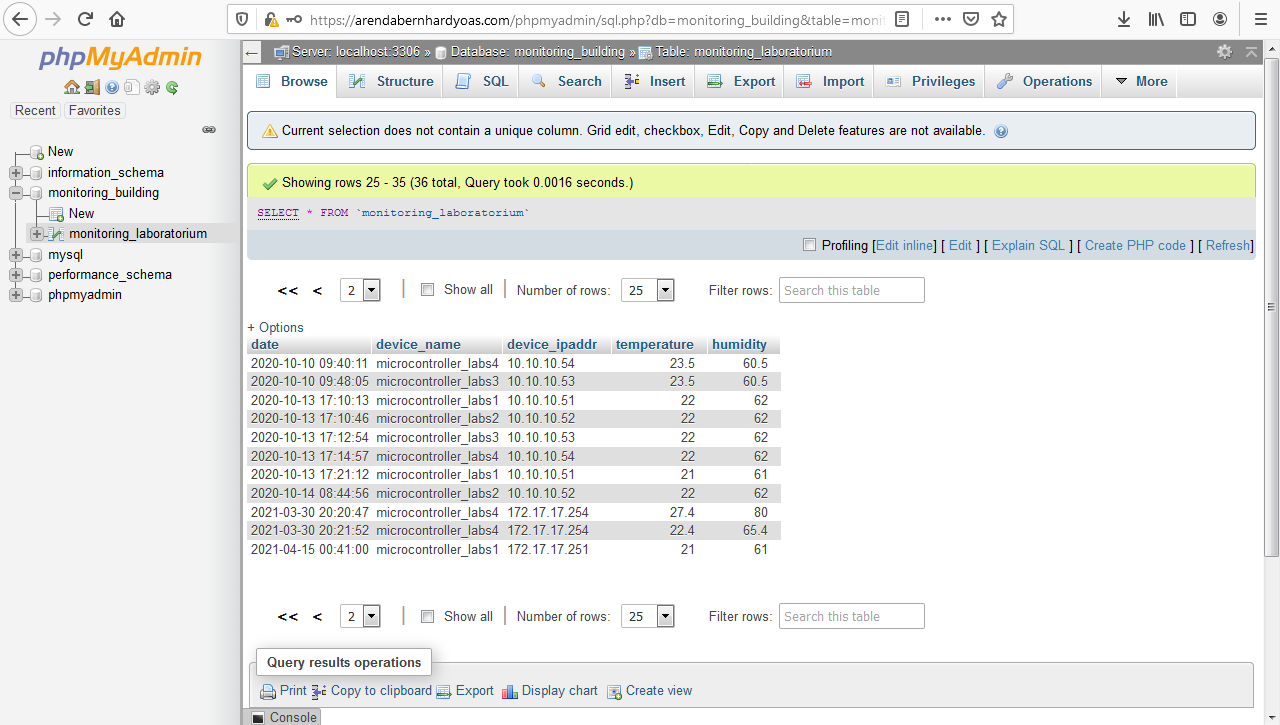 https://arendabernhardyoas.com/phpmyadmin/sql.php?db=monitoring_building&table=monit
phpMyAdmin
Recent Favorites
New
information_schema
monitoring_building
New
monitoring_laboratorium
mysql
performance_schema
phpmyadmin
Server: localhost:3306 » Database: monitoring_building » Table: monitoring_laboratorium
Browse Structure SQL Search Insert Export Import Privileges Operations More
Current selection does not contain a unique column. Grid edit, checkbox, Edit, Copy and Delete features are not available.
Showing rows 25 - 35 (36 total, Query took 0.0016 seconds.)
SELECT * FROM `monitoring_laboratorium`
Profiling [Edit inline] [ Edit ] [ Explain SQL ] [ Create PHP code ] [ Refresh]
<< < 2 | Show all | Number of rows: 25 Filter rows: Search this table
+ Options
date device_name device_ipaddr temperature humidity
2020-10-10 09:40:11 microcontroller_labs4 10.10.10.54 23.5 60.5
2020-10-10 09:48:05 microcontroller_labs3 10.10.10.53 23.5 60.5
2020-10-13 17:10:13 microcontroller_labs1 10.10.10.51 22 62
2020-10-13 17:10:46 microcontroller_labs2 10.10.10.52 22 62
2020-10-13 17:12:54 microcontroller_labs3 10.10.10.53 22 62
2020-10-13 17:14:57 microcontroller_labs4 10.10.10.54 22 62
2020-10-13 17:21:12 microcontroller_labs1 10.10.10.51 21 61
2020-10-14 08:44:56 microcontroller_labs2 10.10.10.52 22 62
2021-03-30 20:20:47 microcontroller_labs4 172.17.17.254 27.4 80
2021-03-30 20:21:52 microcontroller_labs4 172.17.17.254 22.4 65.4
2021-04-15 00:41:00 microcontroller_labs1 172.17.17.251 21 61
<< < 2 | Show all | Number of rows: 25 Filter rows: Search this table
Query results operations
Print Copy to clipboard Export Display chart Create view
Console